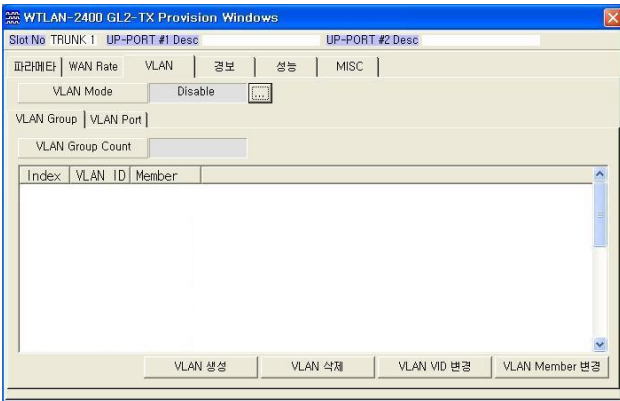 WTLAN-2400 GL2-TX Provision Windows
Slot No TRUNK 1 UP-PORT #1 Desc UP-PORT #2 Desc
파라메타 WAN Rate VLAN 경보 성능 MISC
VLAN Mode Disable ...
VLAN Group VLAN Port
VLAN Group Count
Index VLAN ID Member
VLAN 생성 VLAN 삭제 VLAN VID 변경 VLAN Member 변경